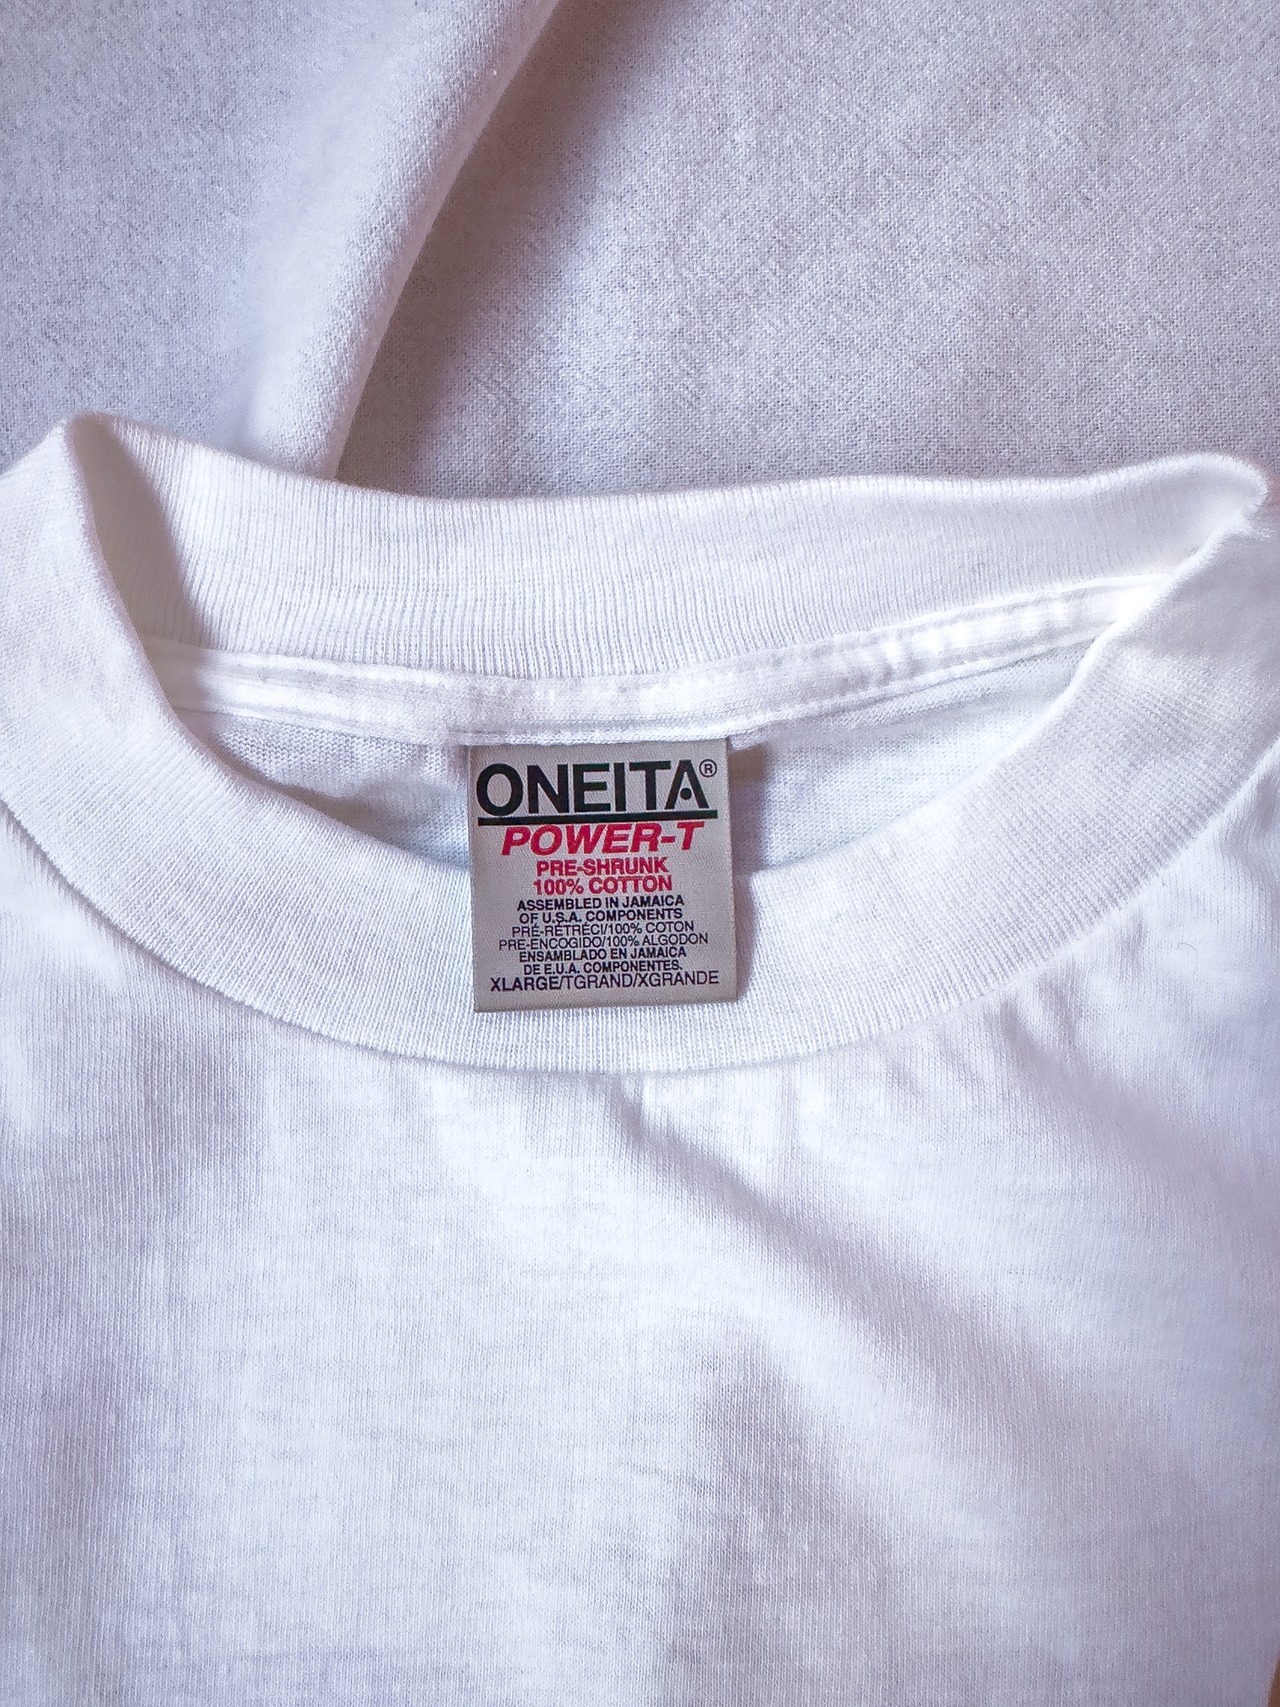 ONEITA®
POWER-T
PRE-SHRUNK
100% COTTON
ASSEMBLED IN JAMAICA
OF U.S.A. COMPONENTS
PRÉ-RÉTRÉCI/100% COTON
PRE-ENCOGIDO/100% ALGODON
ENSAMBLADO EN JAMAICA
DE E.U.A. COMPONENTES.
XLARGE/TGRAND/XGRANDE